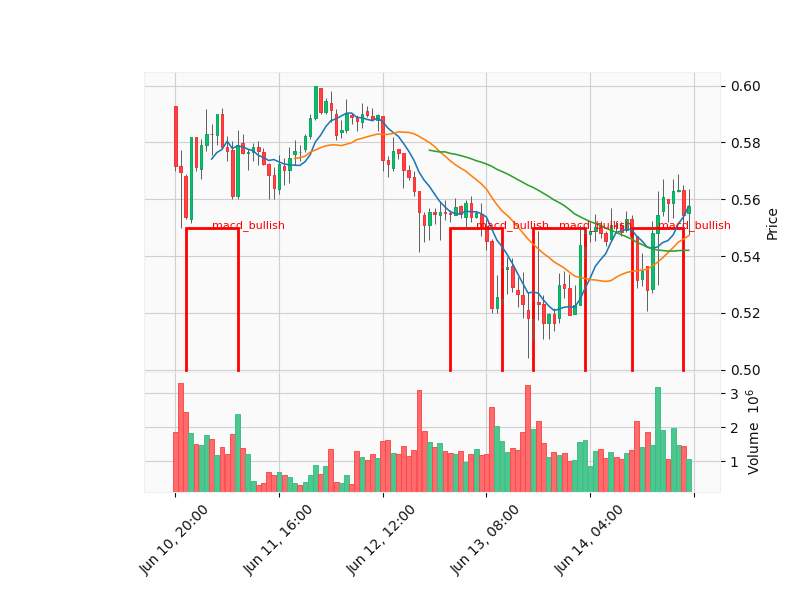 0.60
0.58
0.56
macd_bullish macd_bullish macd_bullish macd_bullish
0.54
0.52
0.50
Price
3
2
1
Volume 10⁶
Jun 10, 20:00
Jun 11, 16:00
Jun 12, 12:00
Jun 13, 08:00
Jun 14, 04:00